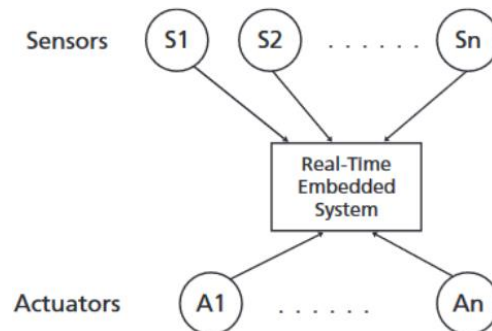 Sensors S1 S2 . . . . . . Sn
Real-Time
Embedded
System
Actuators A1 . . . . . . An